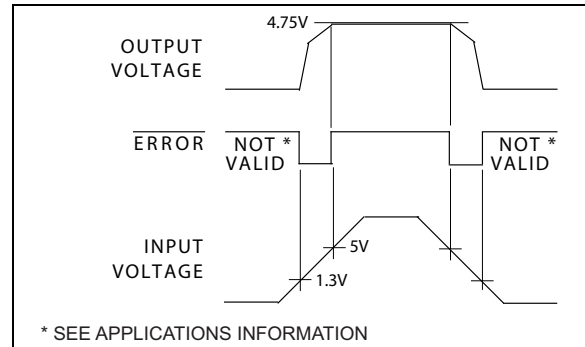 4.75V
OUTPUT
VOLTAGE
ERROR
NOT *
VALID
NOT *
VALID
INPUT
VOLTAGE
5V
1.3V
* SEE APPLICATIONS INFORMATION